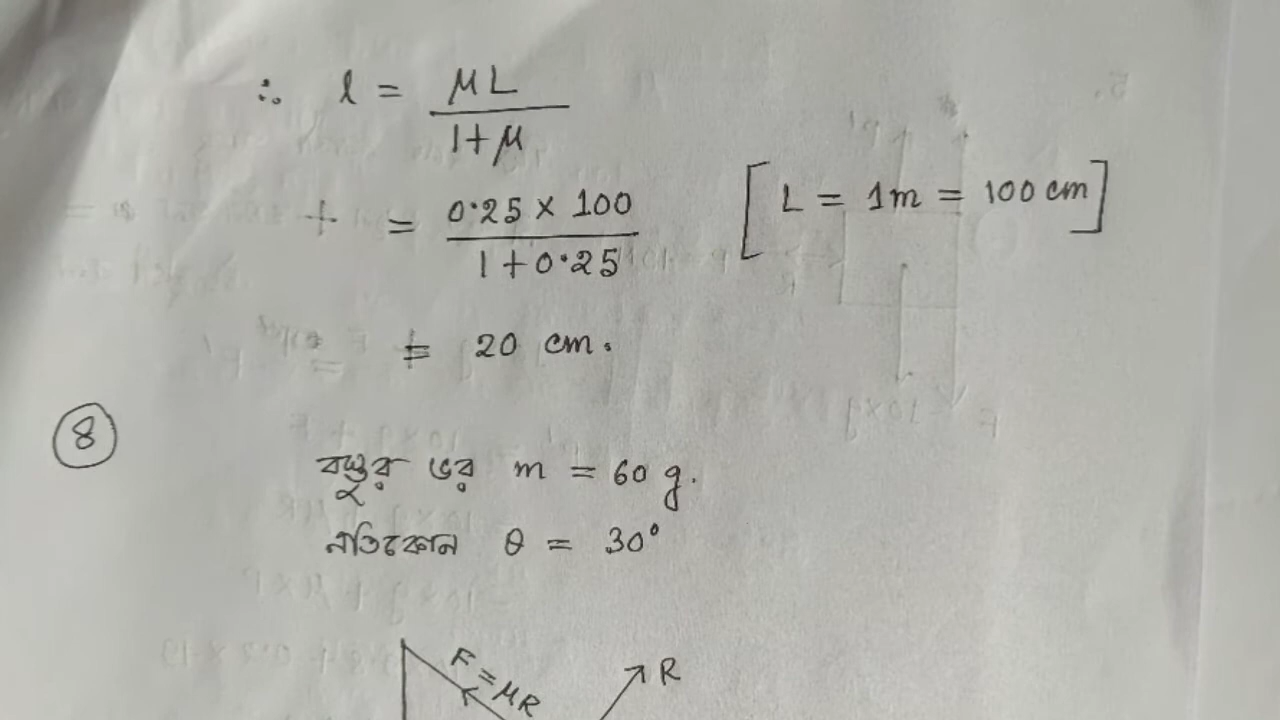 ∴ l = μL / 1+μ
= 0.25 × 100 / 1+0.25 [L = 1m = 100 cm]
= 20 cm.
8
বস্তুর ভর m = 60 g.
নতিকোন θ = 30°
F = μR
R